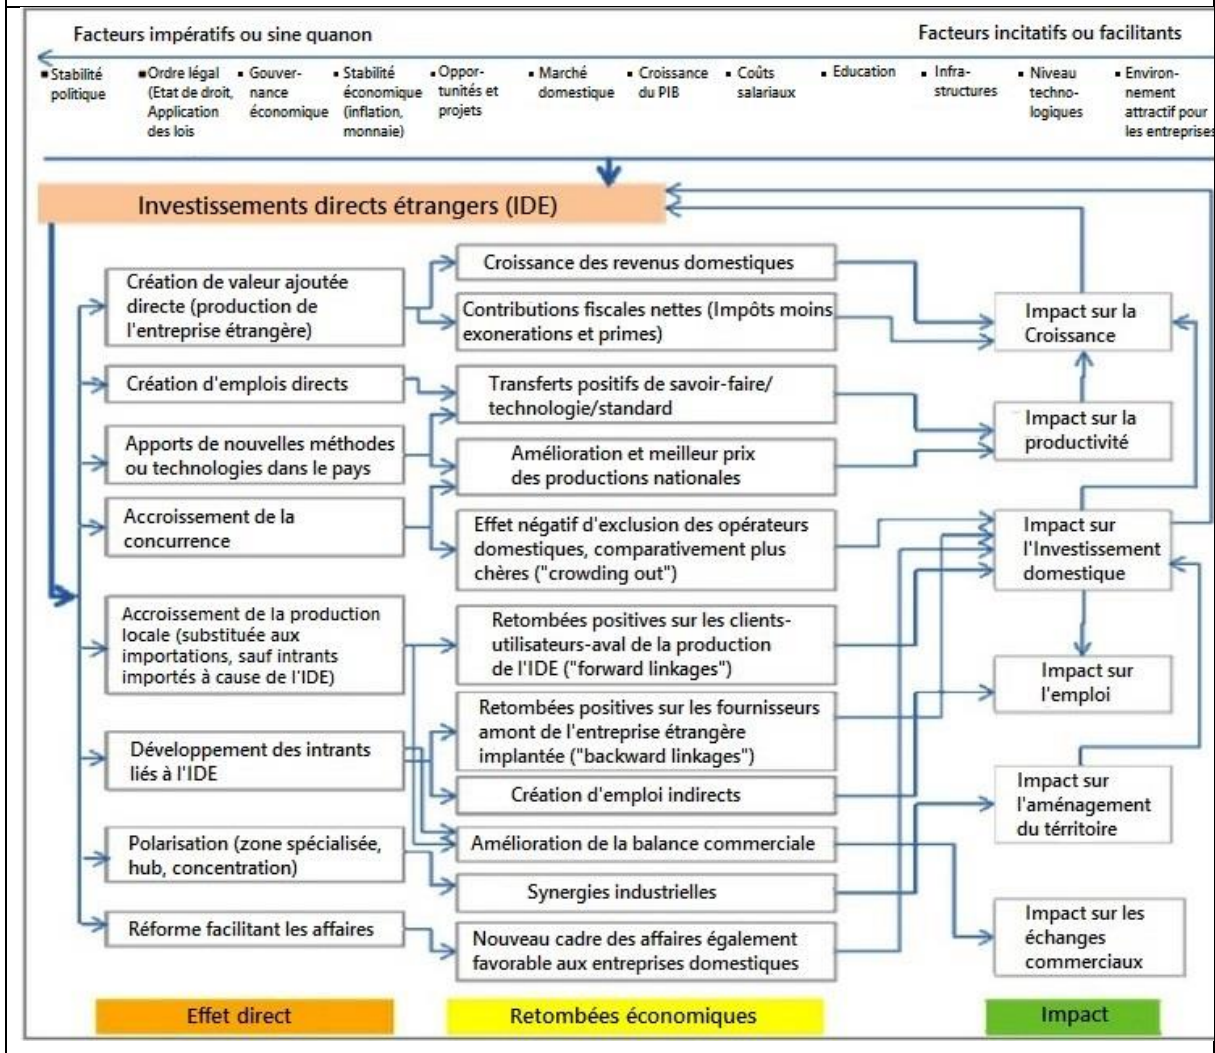 Facteurs impératifs ou sine quanon
Facteurs incitatifs ou facilitants
▪ Stabilité
politique
▪ Ordre légal
(Etat de droit,
Application
des lois
▪ Gouver-
nance
économique
▪ Stabilité
économique
(inflation,
monnaie)
▪ Oppor-
tunités et
projets
▪ Marché
domestique
▪ Croissance
du PIB
▪ Coûts
salariaux
▪ Education
▪ Infra-
structures
▪ Niveau
techno-
logiques
▪ Environ-
nement
attractif pour
les entreprises
Investissements directs étrangers (IDE)
Création de valeur ajoutée
directe (production de
l'entreprise étrangère)
Création d'emplois directs
Apports de nouvelles méthodes
ou technologies dans le pays
Accroissement de la
concurrence
Accroissement de la production
locale (substituée aux
importations, sauf intrants
importés à cause de l'IDE)
Développement des intrants
liés à l'IDE
Polarisation (zone spécialisée,
hub, concentration)
Réforme facilitant les affaires
Croissance des revenus domestiques
Contributions fiscales nettes (Impôts moins
exonerations et primes)
Transferts positifs de savoir-faire/
technologie/standard
Amélioration et meilleur prix
des productions nationales
Effet négatif d'exclusion des opérateurs
domestiques, comparativement plus
chères ("crowding out")
Retombées positives sur les clients-
utilisateurs-aval de la production
de l'IDE ("forward linkages")
Retombées positives sur les fournisseurs
amont de l'entreprise étrangère
implantée ("backward linkages")
Création d'emploi indirects
Amélioration de la balance commerciale
Synergies industrielles
Nouveau cadre des affaires également
favorable aux entreprises domestiques
Impact sur la
Croissance
Impact sur la
productivité
Impact sur
l'Investissement
domestique
Impact sur
l'emploi
Impact sur
l'aménagement
du térritoire
Impact sur les
échanges
commerciaux
Effet direct
Retombées économiques
Impact